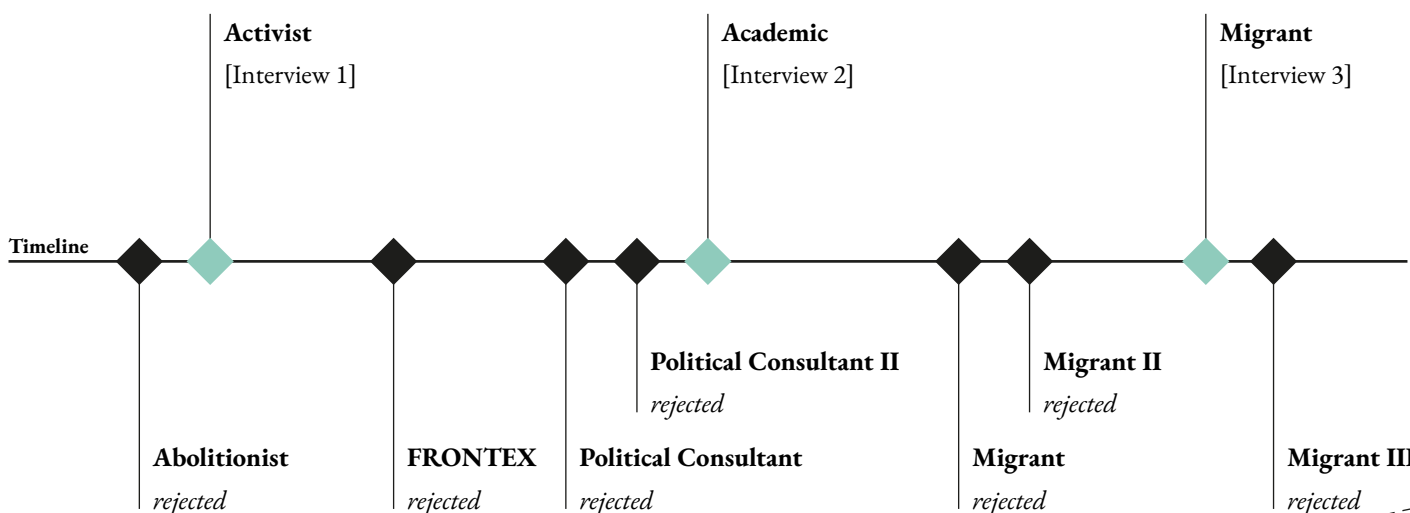 Activist
[Interview 1]
Academic
[Interview 2]
Migrant
[Interview 3]
Timeline
Political Consultant II
rejected
Migrant II
rejected
Abolitionist
rejected
FRONTEX
rejected
Political Consultant
rejected
Migrant
rejected
Migrant III
rejected